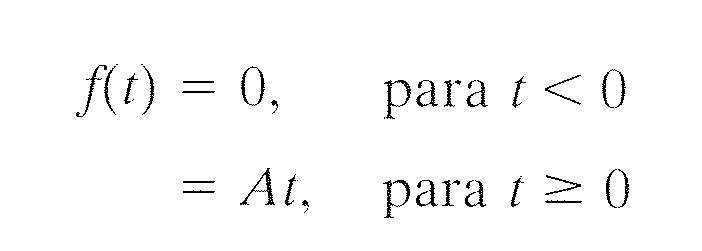 f(t) = 0, para t < 0
= At, para t ≥ 0